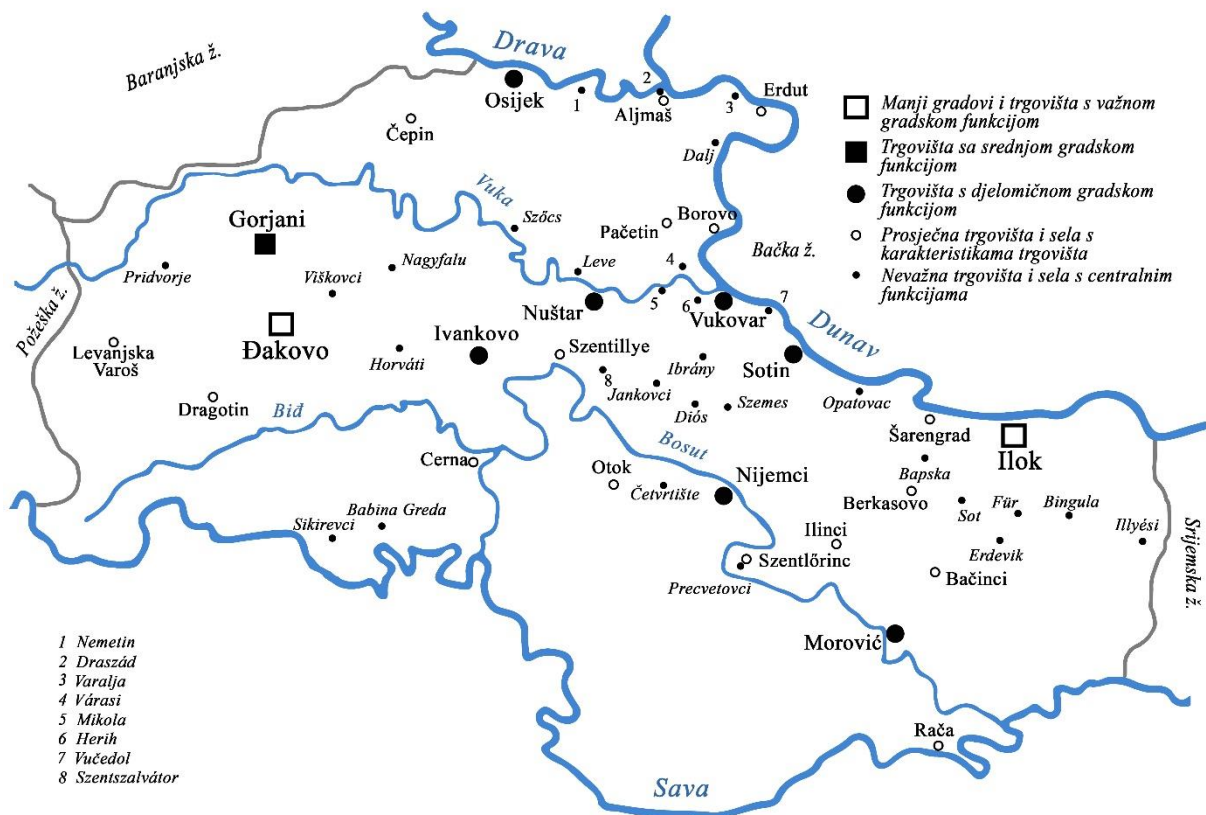 Drava
Baranjska ž.
Osijek
1
2
Aljmaš
3
Erdut
Čepin
Dalj
Manji gradovi i trgovišta s važnom
gradskom funkcijom
Trgovišta sa srednjom gradskom
funkcijom
Trgovišta s djelomičnom gradskom
funkcijom
Prosječna trgovišta i sela s
karakteristikama trgovišta
Nevažna trgovišta i sela s centralnim
funkcijama
Vuka
Szőcs
Gorjani
Pačetin
Borovo
Bačka ž.
Pridvorje
Viškovci
Nagyfalu
Leve
4
5
6
7
Požeška ž.
Nuštar
Vukovar
Dunav
Đakovo
Ivankovo
Levanjska
Varoš
Horváti
Szentillye
8
Jankovci
Ibrány
Sotin
Dragotin
Diós
Szemes
Opatovac
Biđ
Bosut
Šarengrad
Ilok
Cerna
Otok
Četvrtište
Nijemci
Bapska
Berkasovo
Sot
Für
Bingula
Illyési
Srijemska ž.
Sikirevci
Babina Greda
Ilinci
Erdevik
Szentlőrinc
Precvetovci
Bačinci
Morović
1 Nemetin
2 Draszád
3 Varalja
4 Várasi
5 Mikola
6 Herih
7 Vučedol
8 Szentszalvátor
Rača
Sava